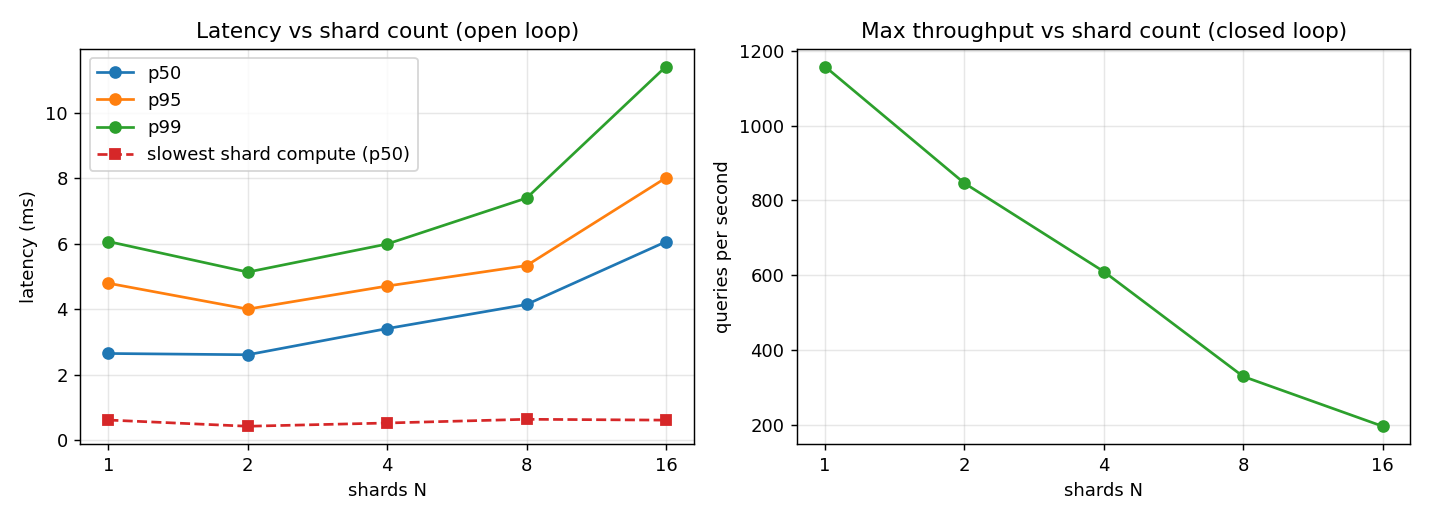 Latency vs shard count (open loop)
p50
p95
p99
slowest shard compute (p50)
latency (ms)
10
8
6
4
2
0
1 2 4 8 16
shards N
Max throughput vs shard count (closed loop)
queries per second
1200
1000
800
600
400
200
1 2 4 8 16
shards N